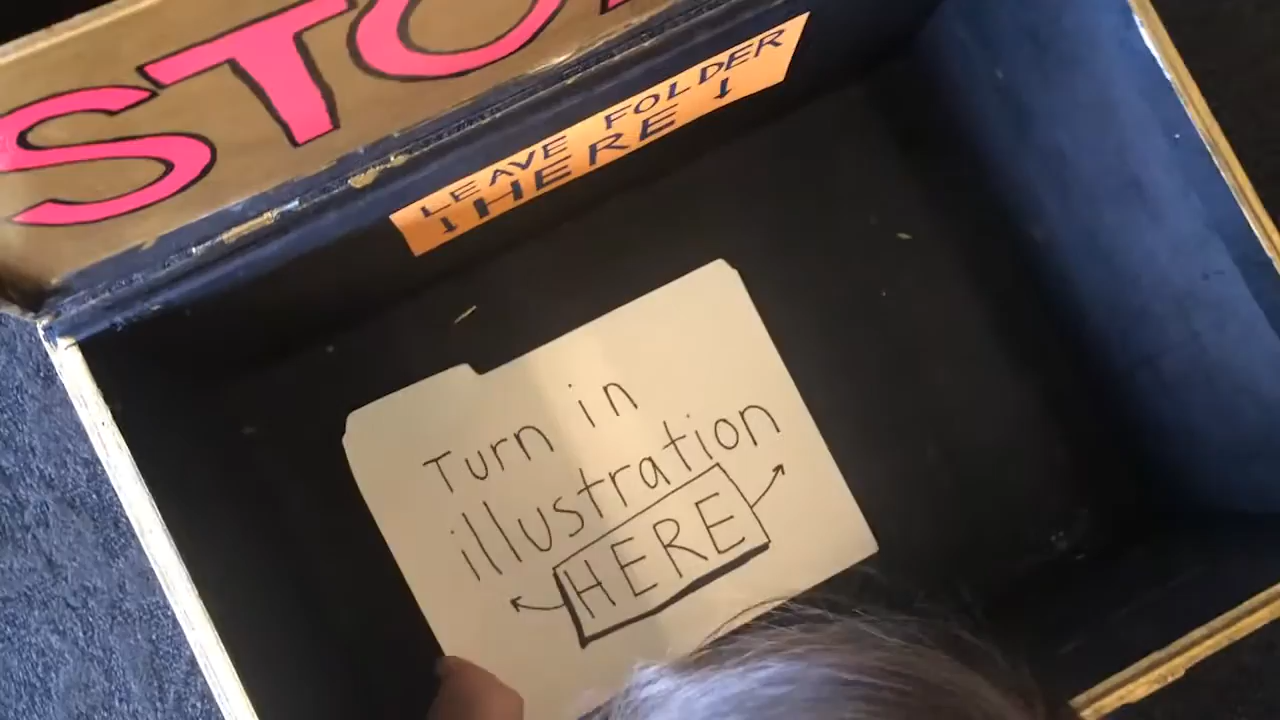 LEAVE FOLDER
↓HERE ↓
Turn in
illustration
HERE